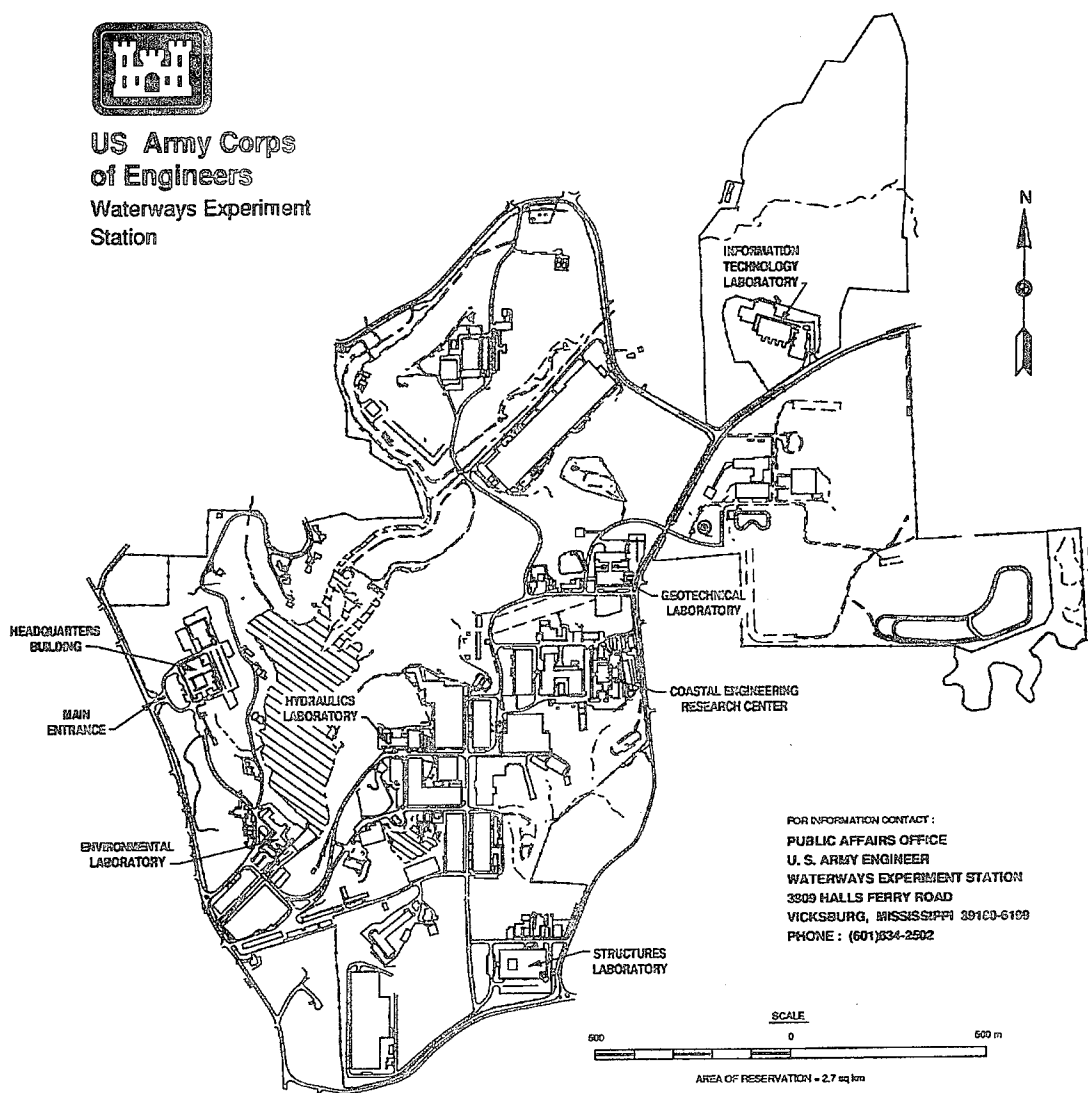 US Army Corps
of Engineers
Waterways Experiment
Station
N
INFORMATION
TECHNOLOGY
LABORATORY
GEOTECHNICAL
LABORATORY
HEADQUARTERS
BUILDING
MAIN
ENTRANCE
HYDRAULICS
LABORATORY
COASTAL ENGINEERING
RESEARCH CENTER
ENVIRONMENTAL
LABORATORY
STRUCTURES
LABORATORY
FOR INFORMATION CONTACT :
PUBLIC AFFAIRS OFFICE
U. S. ARMY ENGINEER
WATERWAYS EXPERIMENT STATION
3909 HALLS FERRY ROAD
VICKSBURG, MISSISSIPPI 39180-6199
PHONE : (601)634-2502
SCALE
500 0 500 m
AREA OF RESERVATION = 2.7 sq km